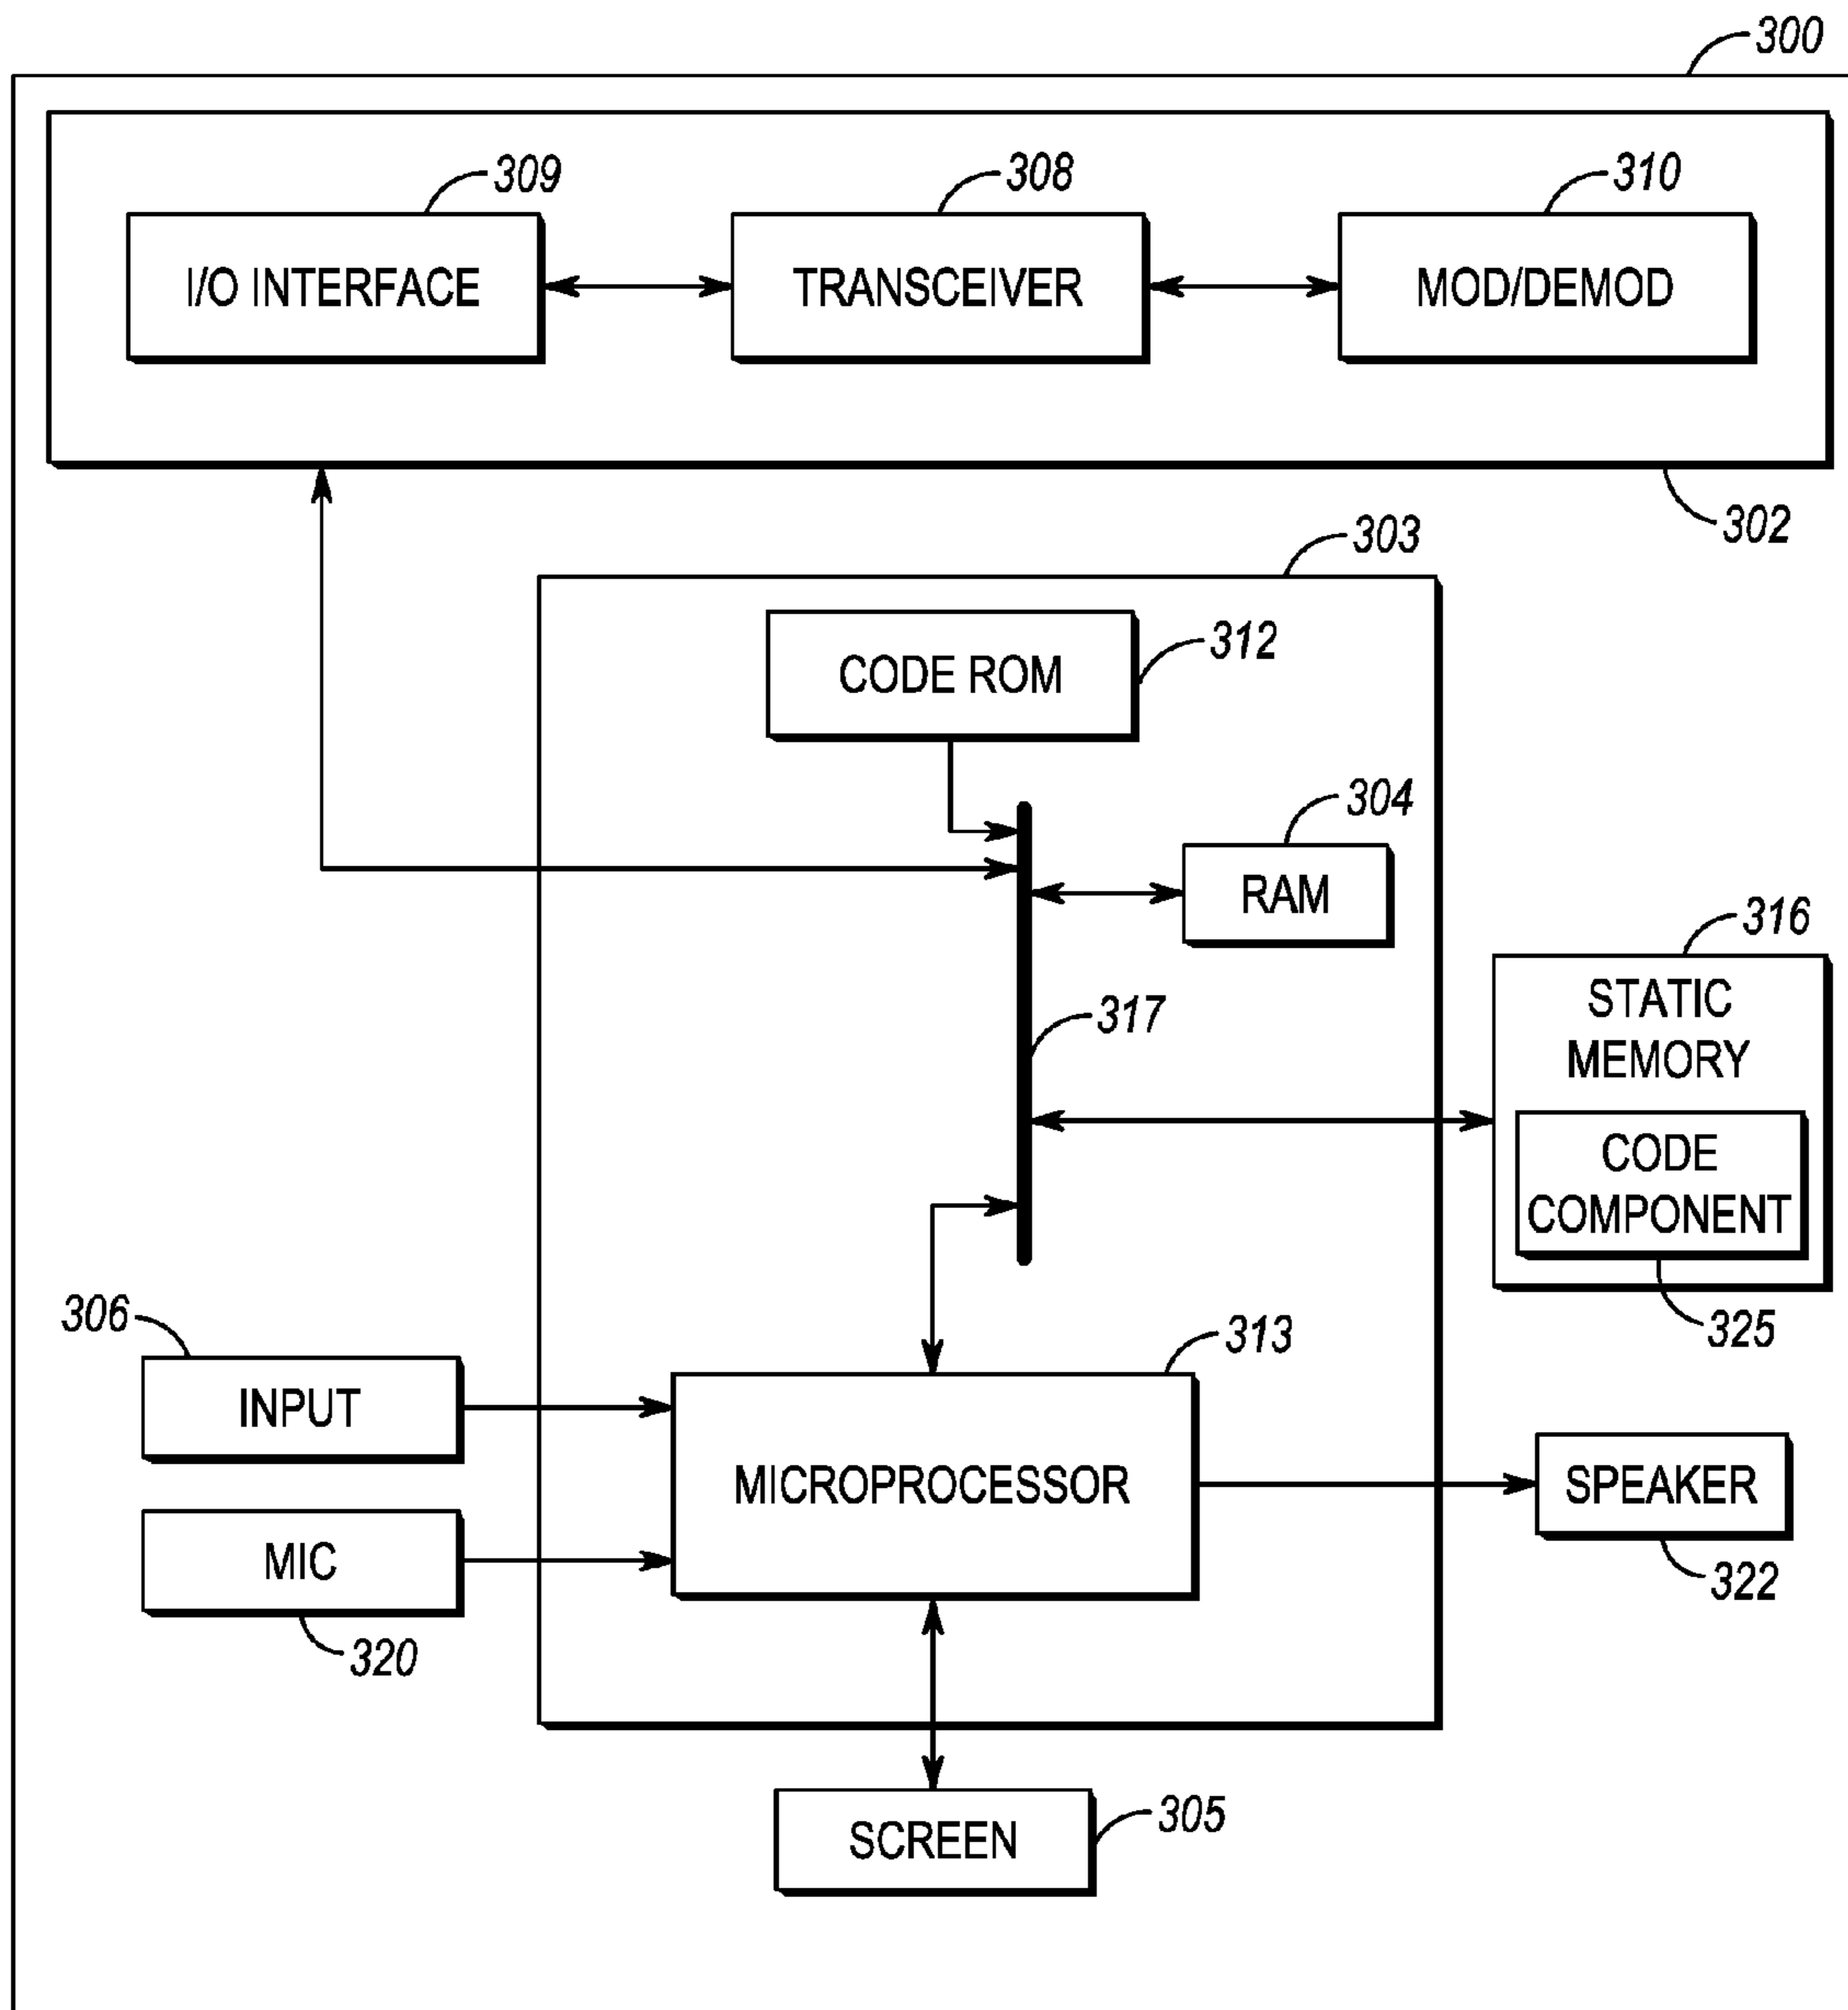 300
309
308
310
I/O INTERFACE
TRANSCEIVER
MOD/DEMOD
302
303
312
CODE ROM
304
RAM
316
STATIC
MEMORY
317
CODE
COMPONENT
325
306
INPUT
313
MICROPROCESSOR
SPEAKER
322
MIC
320
SCREEN
305